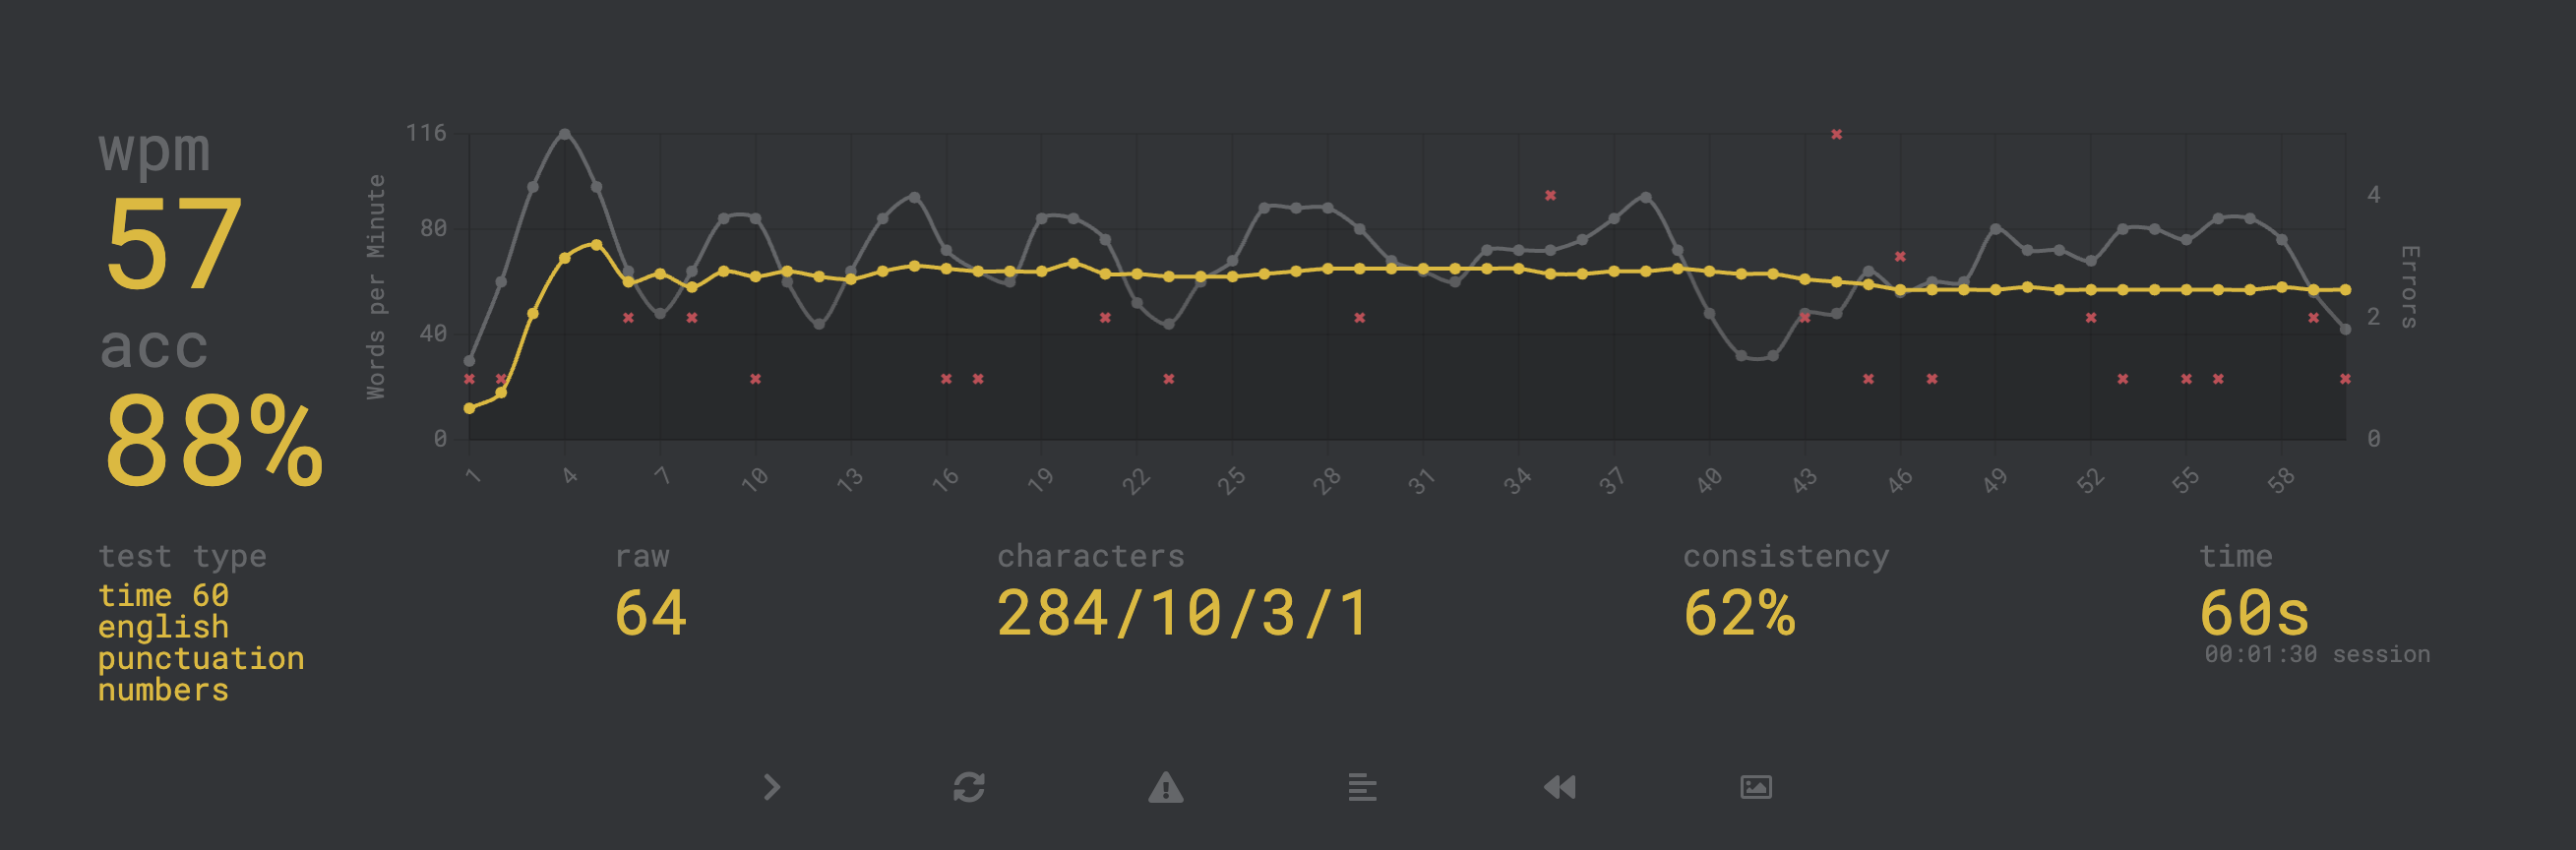 wpm
57
acc
88%
Words per Minute
116
80
40
0
Errors
4
2
0
1 4 7 10 13 16 19 22 25 28 31 34 37 40 43 46 49 52 55 58
test type
time 60
english
punctuation
numbers
raw
64
characters
284/10/3/1
consistency
62%
time
60s
00:01:30 session